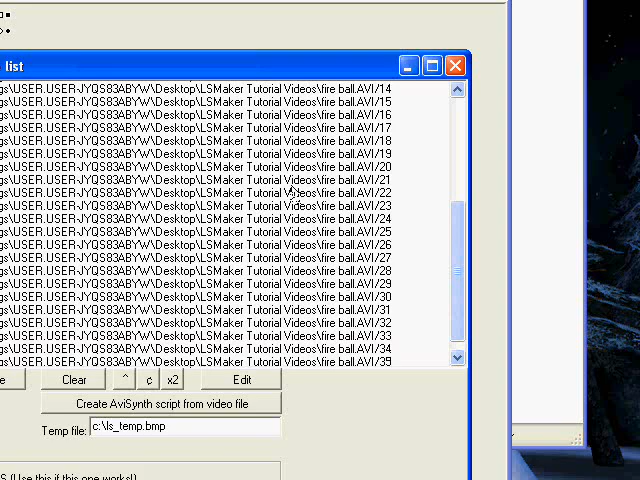 list
gs\USER.USER-JYQS83ABYW\Desktop\LSMaker Tutorial Videos\fire ball.AVI/14
gs\USER.USER-JYQS83ABYW\Desktop\LSMaker Tutorial Videos\fire ball.AVI/15
gs\USER.USER-JYQS83ABYW\Desktop\LSMaker Tutorial Videos\fire ball.AVI/16
gs\USER.USER-JYQS83ABYW\Desktop\LSMaker Tutorial Videos\fire ball.AVI/17
gs\USER.USER-JYQS83ABYW\Desktop\LSMaker Tutorial Videos\fire ball.AVI/18
gs\USER.USER-JYQS83ABYW\Desktop\LSMaker Tutorial Videos\fire ball.AVI/19
gs\USER.USER-JYQS83ABYW\Desktop\LSMaker Tutorial Videos\fire ball.AVI/20
gs\USER.USER-JYQS83ABYW\Desktop\LSMaker Tutorial Videos\fire ball.AVI/21
gs\USER.USER-JYQS83ABYW\Desktop\LSMaker Tutorial Videos\fire ball.AVI/22
gs\USER.USER-JYQS83ABYW\Desktop\LSMaker Tutorial Videos\fire ball.AVI/23
gs\USER.USER-JYQS83ABYW\Desktop\LSMaker Tutorial Videos\fire ball.AVI/24
gs\USER.USER-JYQS83ABYW\Desktop\LSMaker Tutorial Videos\fire ball.AVI/25
gs\USER.USER-JYQS83ABYW\Desktop\LSMaker Tutorial Videos\fire ball.AVI/26
gs\USER.USER-JYQS83ABYW\Desktop\LSMaker Tutorial Videos\fire ball.AVI/27
gs\USER.USER-JYQS83ABYW\Desktop\LSMaker Tutorial Videos\fire ball.AVI/28
gs\USER.USER-JYQS83ABYW\Desktop\LSMaker Tutorial Videos\fire ball.AVI/29
gs\USER.USER-JYQS83ABYW\Desktop\LSMaker Tutorial Videos\fire ball.AVI/30
gs\USER.USER-JYQS83ABYW\Desktop\LSMaker Tutorial Videos\fire ball.AVI/31
gs\USER.USER-JYQS83ABYW\Desktop\LSMaker Tutorial Videos\fire ball.AVI/32
gs\USER.USER-JYQS83ABYW\Desktop\LSMaker Tutorial Videos\fire ball.AVI/33
gs\USER.USER-JYQS83ABYW\Desktop\LSMaker Tutorial Videos\fire ball.AVI/34
gs\USER.USER-JYQS83ABYW\Desktop\LSMaker Tutorial Videos\fire ball.AVI/35
e Clear ^ c x2 Edit
Create AviSynth script from video file
Temp file: c:\ls_temp.bmp
S (Use this if this one works!)